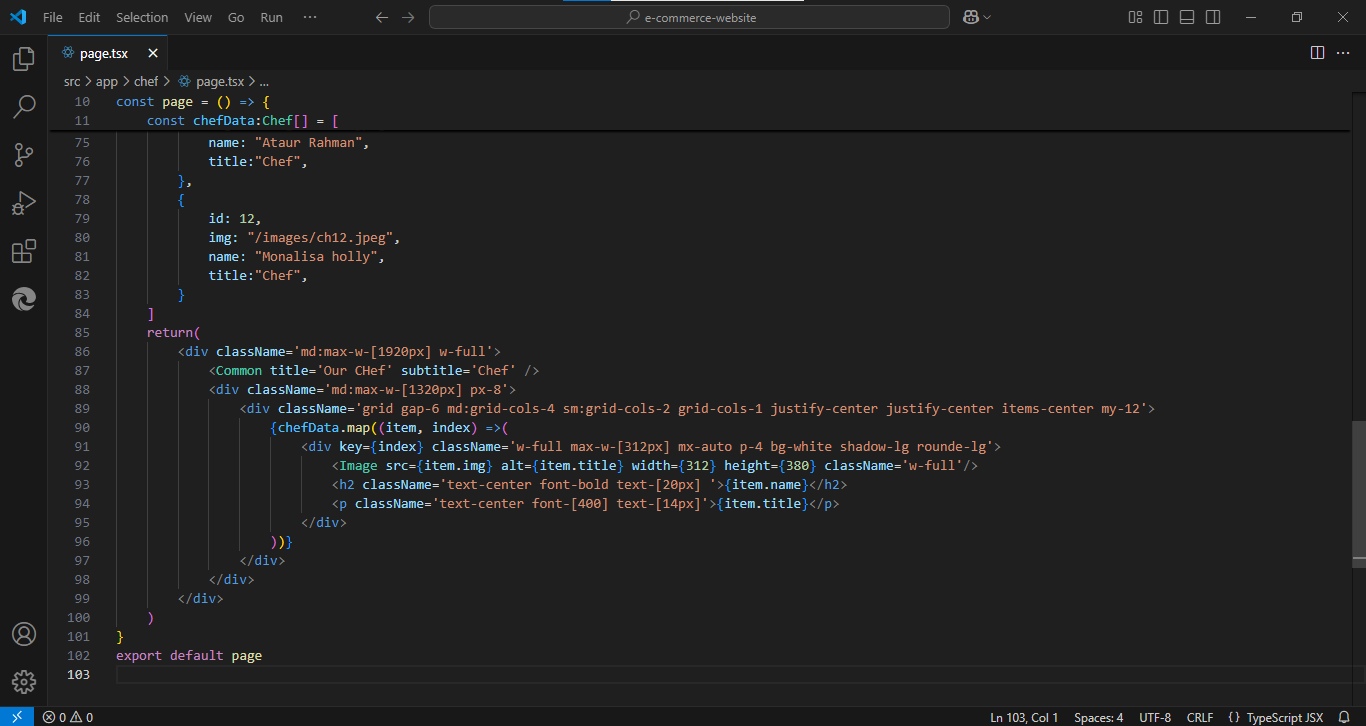 File Edit Selection View Go Run ··· e-commerce-website
page.tsx
src > app > chef > page.tsx > ...
10 const page = () => {
11 const chefData:Chef[] = [
75 name: "Ataur Rahman",
76 title:"Chef",
77 },
78 {
79 id: 12,
80 img: "/images/ch12.jpeg",
81 name: "Monalisa holly",
82 title:"Chef",
83 }
84 ]
85 return(
86 <div className='md:max-w-[1920px] w-full'>
87 <Common title='Our CHef' subtitle='Chef' />
88 <div className='md:max-w-[1320px] px-8'>
89 <div className='grid gap-6 md:grid-cols-4 sm:grid-cols-2 grid-cols-1 justify-center justify-center items-center my-12'>
90 {chefData.map((item, index) =>(
91 <div key={index} className='w-full max-w-[312px] mx-auto p-4 bg-white shadow-lg rounde-lg'>
92 <Image src={item.img} alt={item.title} width={312} height={380} className='w-full'/>
93 <h2 className='text-center font-bold text-[20px] '>{item.name}</h2>
94 <p className='text-center font-[400] text-[14px]'>{item.title}</p>
95 </div>
96 ))}
97 </div>
98 </div>
99 </div>
100 )
101 }
102 export default page
103
0 0 Ln 103, Col 1 Spaces: 4 UTF-8 CRLF {} TypeScript JSX